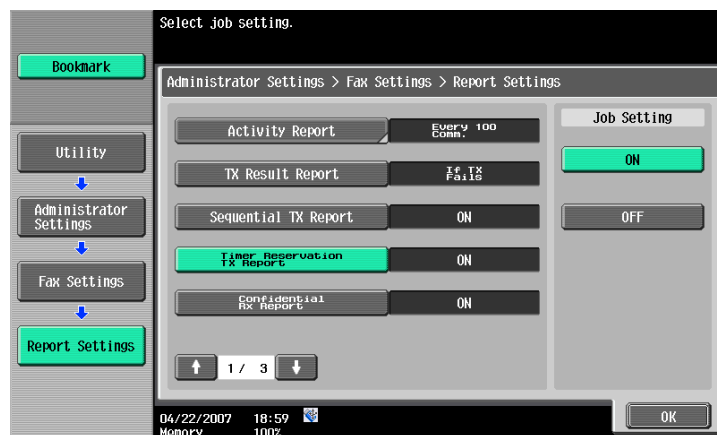 Select job setting.
Bookmark
Administrator Settings > Fax Settings > Report Settings
Utility
Administrator
Settings
Fax Settings
Report Settings
Activity Report
Every 100
Comm.
TX Result Report
If TX
Fails
Sequential TX Report
ON
Timer Reservation
TX Report
ON
Confidential
Rx Report
ON
1/ 3
Job Setting
ON
OFF
04/22/2007 18:59
Memory 100%
OK